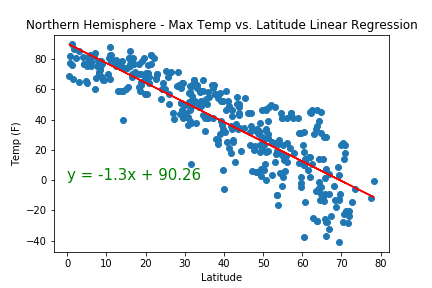 Northern Hemisphere - Max Temp vs. Latitude Linear Regression
80
60
40
20
0
−20
−40
Temp (F)
y = -1.3x + 90.26
0 10 20 30 40 50 60 70 80
Latitude